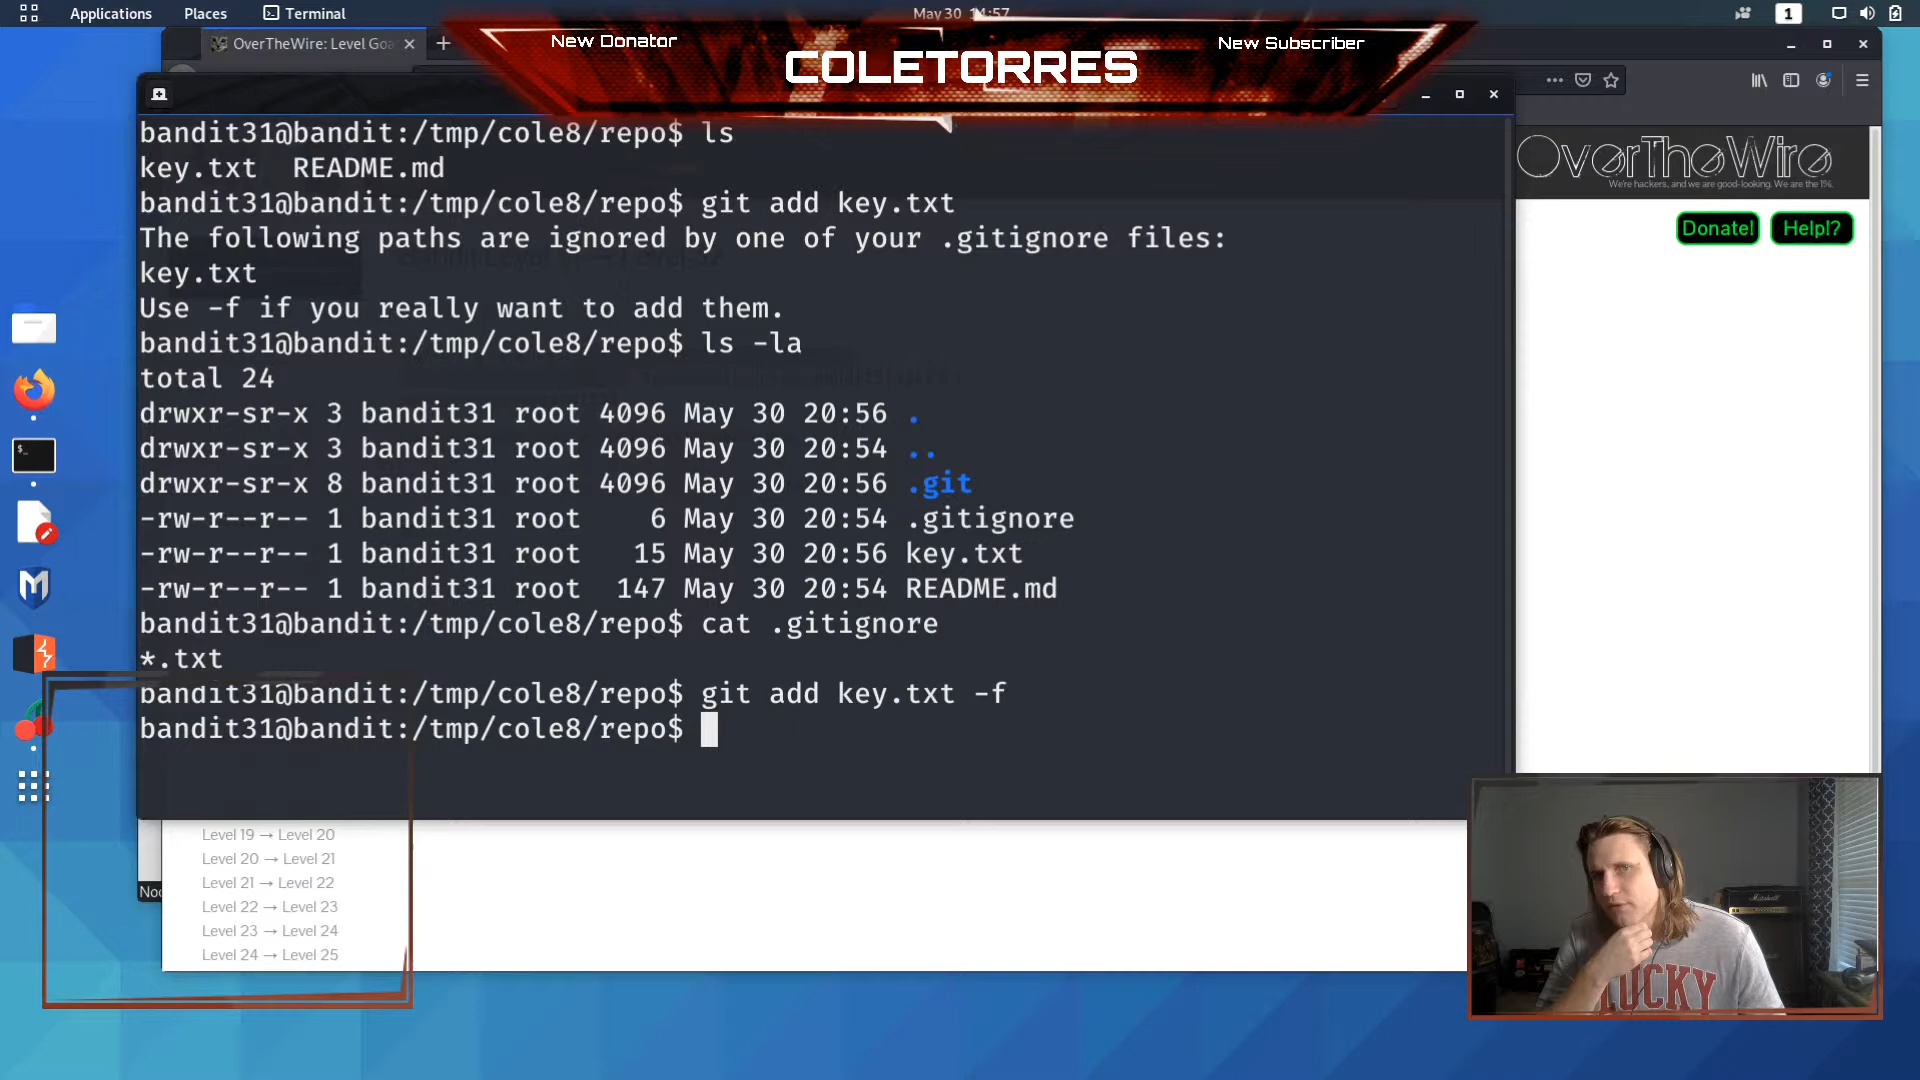 Applications Places Terminal May 30 14:57 1
OverTheWire: Level Goa
New Donator
COLETORRES
New Subscriber
bandit31@bandit:/tmp/cole8/repo$ ls
key.txt README.md
bandit31@bandit:/tmp/cole8/repo$ git add key.txt
The following paths are ignored by one of your .gitignore files:
key.txt
Use -f if you really want to add them.
bandit31@bandit:/tmp/cole8/repo$ ls -la
total 24
drwxr-sr-x 3 bandit31 root 4096 May 30 20:56 .
drwxr-sr-x 3 bandit31 root 4096 May 30 20:54 ..
drwxr-sr-x 8 bandit31 root 4096 May 30 20:56 .git
-rw-r--r-- 1 bandit31 root 6 May 30 20:54 .gitignore
-rw-r--r-- 1 bandit31 root 15 May 30 20:56 key.txt
-rw-r--r-- 1 bandit31 root 147 May 30 20:54 README.md
bandit31@bandit:/tmp/cole8/repo$ cat .gitignore
*.txt
bandit31@bandit:/tmp/cole8/repo$ git add key.txt -f
bandit31@bandit:/tmp/cole8/repo$
OverTheWire
We're hackers, and we are good-looking. We are the 1%.
Donate! Help!?
Level 19 → Level 20
Level 20 → Level 21
Level 21 → Level 22
Level 22 → Level 23
Level 23 → Level 24
Level 24 → Level 25
Marshall